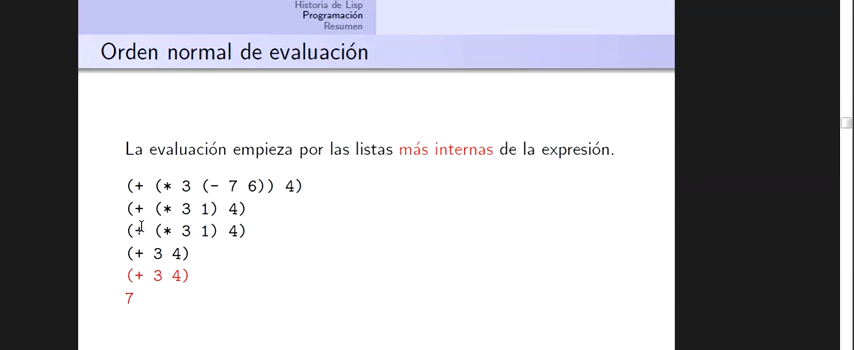 Historia de Lisp
Programación
Resumen
Orden normal de evaluación
La evaluación empieza por las listas más internas de la expresión.
(+ (* 3 (- 7 6)) 4)
(+ (* 3 1) 4)
(+ (* 3 1) 4)
(+ 3 4)
(+ 3 4)
7